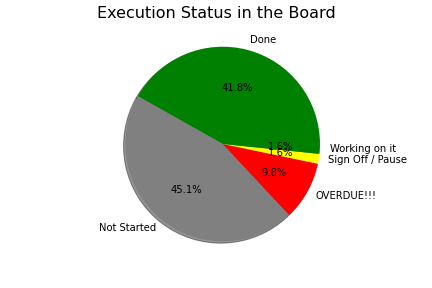 Execution Status in the Board
Done
41.8%
1.6%
Working on it
1.6%
Sign Off / Pause
9.8%
OVERDUE!!!
45.1%
Not Started